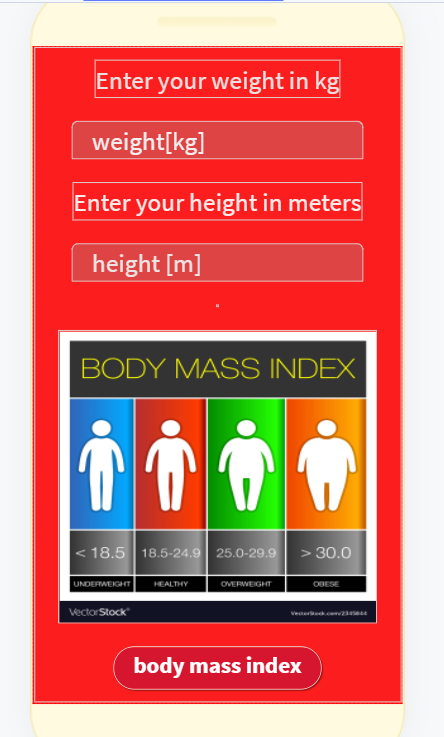 Enter your weight in kg
weight[kg]
Enter your height in meters
height [m]
BODY MASS INDEX
< 18.5 18.5-24.9 25.0-29.9 > 30.0
UNDERWEIGHT HEALTHY OVERWEIGHT OBESE
VectorStock® VectorStock.com/2345644
body mass index